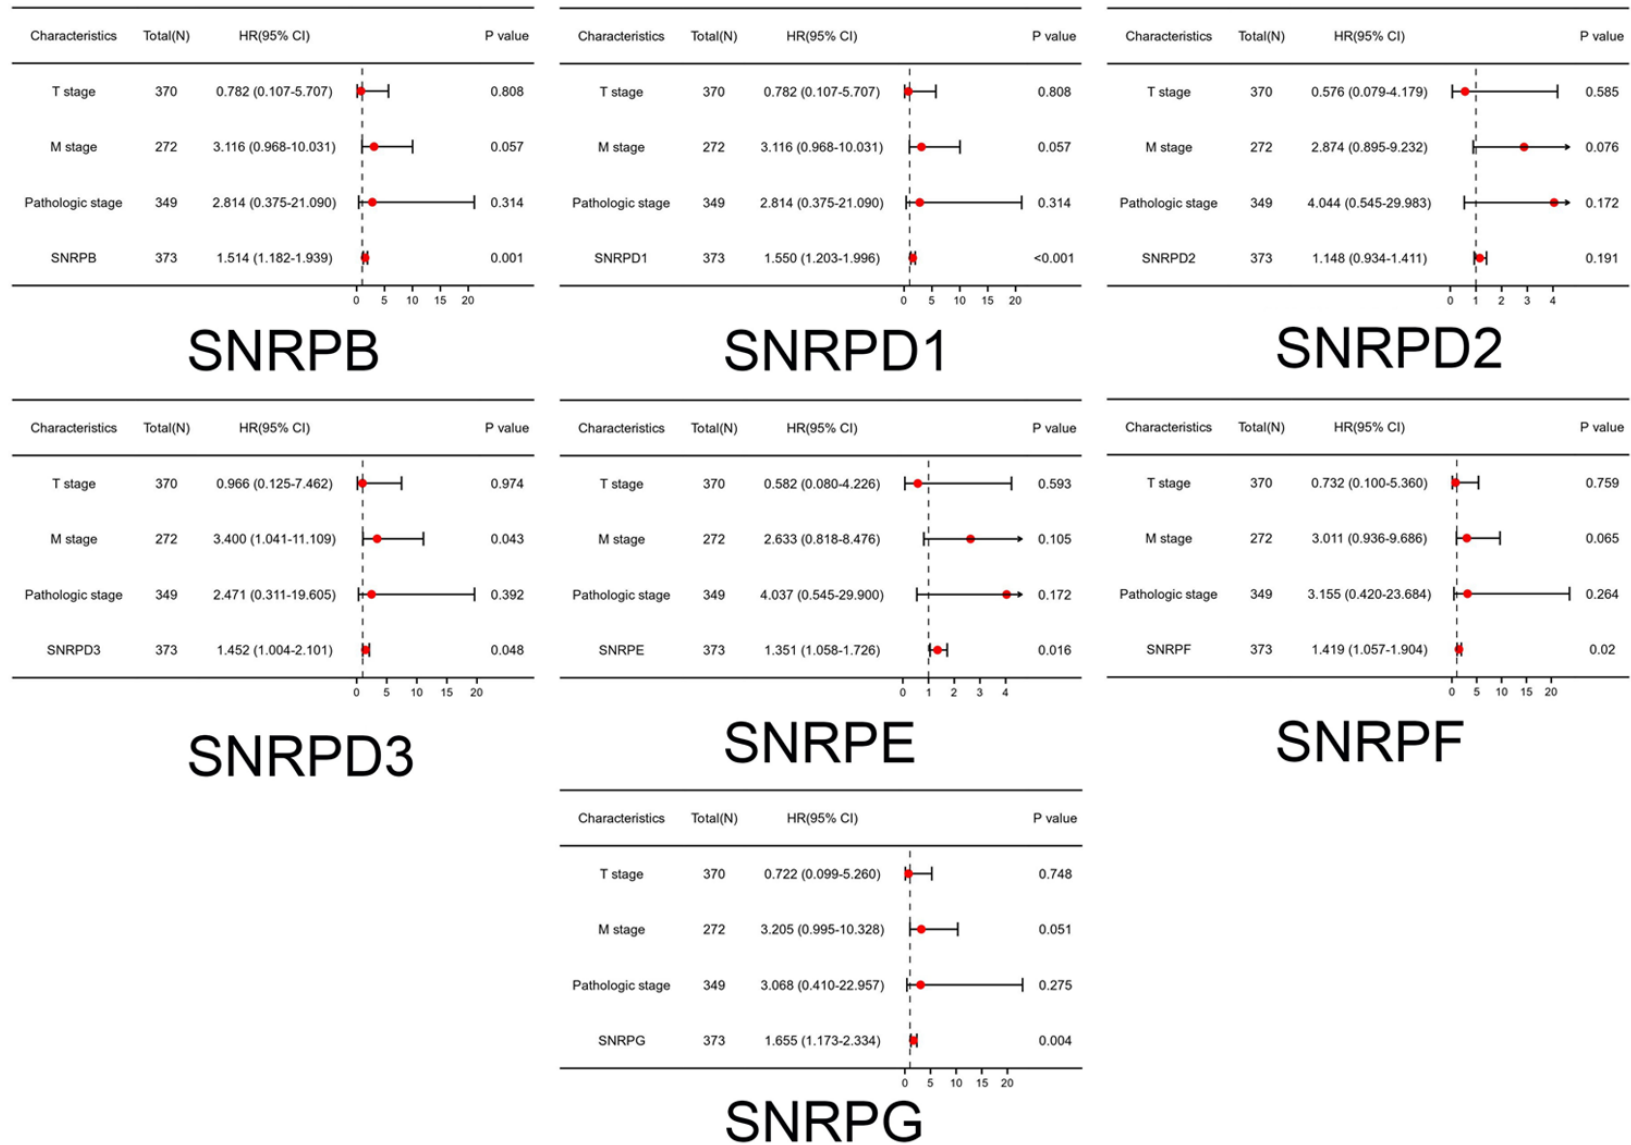 Characteristics Total(N) HR(95% CI) P value
T stage 370 0.782 (0.107-5.707) 0.808
M stage 272 3.116 (0.968-10.031) 0.057
Pathologic stage 349 2.814 (0.375-21.090) 0.314
SNRPB 373 1.514 (1.182-1.939) 0.001
0 5 10 15 20
SNRPB
Characteristics Total(N) HR(95% CI) P value
T stage 370 0.782 (0.107-5.707) 0.808
M stage 272 3.116 (0.968-10.031) 0.057
Pathologic stage 349 2.814 (0.375-21.090) 0.314
SNRPD1 373 1.550 (1.203-1.996) <0.001
0 5 10 15 20
SNRPD1
Characteristics Total(N) HR(95% CI) P value
T stage 370 0.576 (0.079-4.179) 0.585
M stage 272 2.874 (0.895-9.232) 0.076
Pathologic stage 349 4.044 (0.545-29.983) 0.172
SNRPD2 373 1.148 (0.934-1.411) 0.191
0 1 2 3 4
SNRPD2
Characteristics Total(N) HR(95% CI) P value
T stage 370 0.966 (0.125-7.462) 0.974
M stage 272 3.400 (1.041-11.109) 0.043
Pathologic stage 349 2.471 (0.311-19.605) 0.392
SNRPD3 373 1.452 (1.004-2.101) 0.048
0 5 10 15 20
SNRPD3
Characteristics Total(N) HR(95% CI) P value
T stage 370 0.582 (0.080-4.226) 0.593
M stage 272 2.633 (0.818-8.476) 0.105
Pathologic stage 349 4.037 (0.545-29.900) 0.172
SNRPE 373 1.351 (1.058-1.726) 0.016
0 1 2 3 4
SNRPE
Characteristics Total(N) HR(95% CI) P value
T stage 370 0.732 (0.100-5.360) 0.759
M stage 272 3.011 (0.936-9.686) 0.065
Pathologic stage 349 3.155 (0.420-23.684) 0.264
SNRPF 373 1.419 (1.057-1.904) 0.02
0 5 10 15 20
SNRPF
Characteristics Total(N) HR(95% CI) P value
T stage 370 0.722 (0.099-5.260) 0.748
M stage 272 3.205 (0.995-10.328) 0.051
Pathologic stage 349 3.068 (0.410-22.957) 0.275
SNRPG 373 1.655 (1.173-2.334) 0.004
0 5 10 15 20
SNRPG